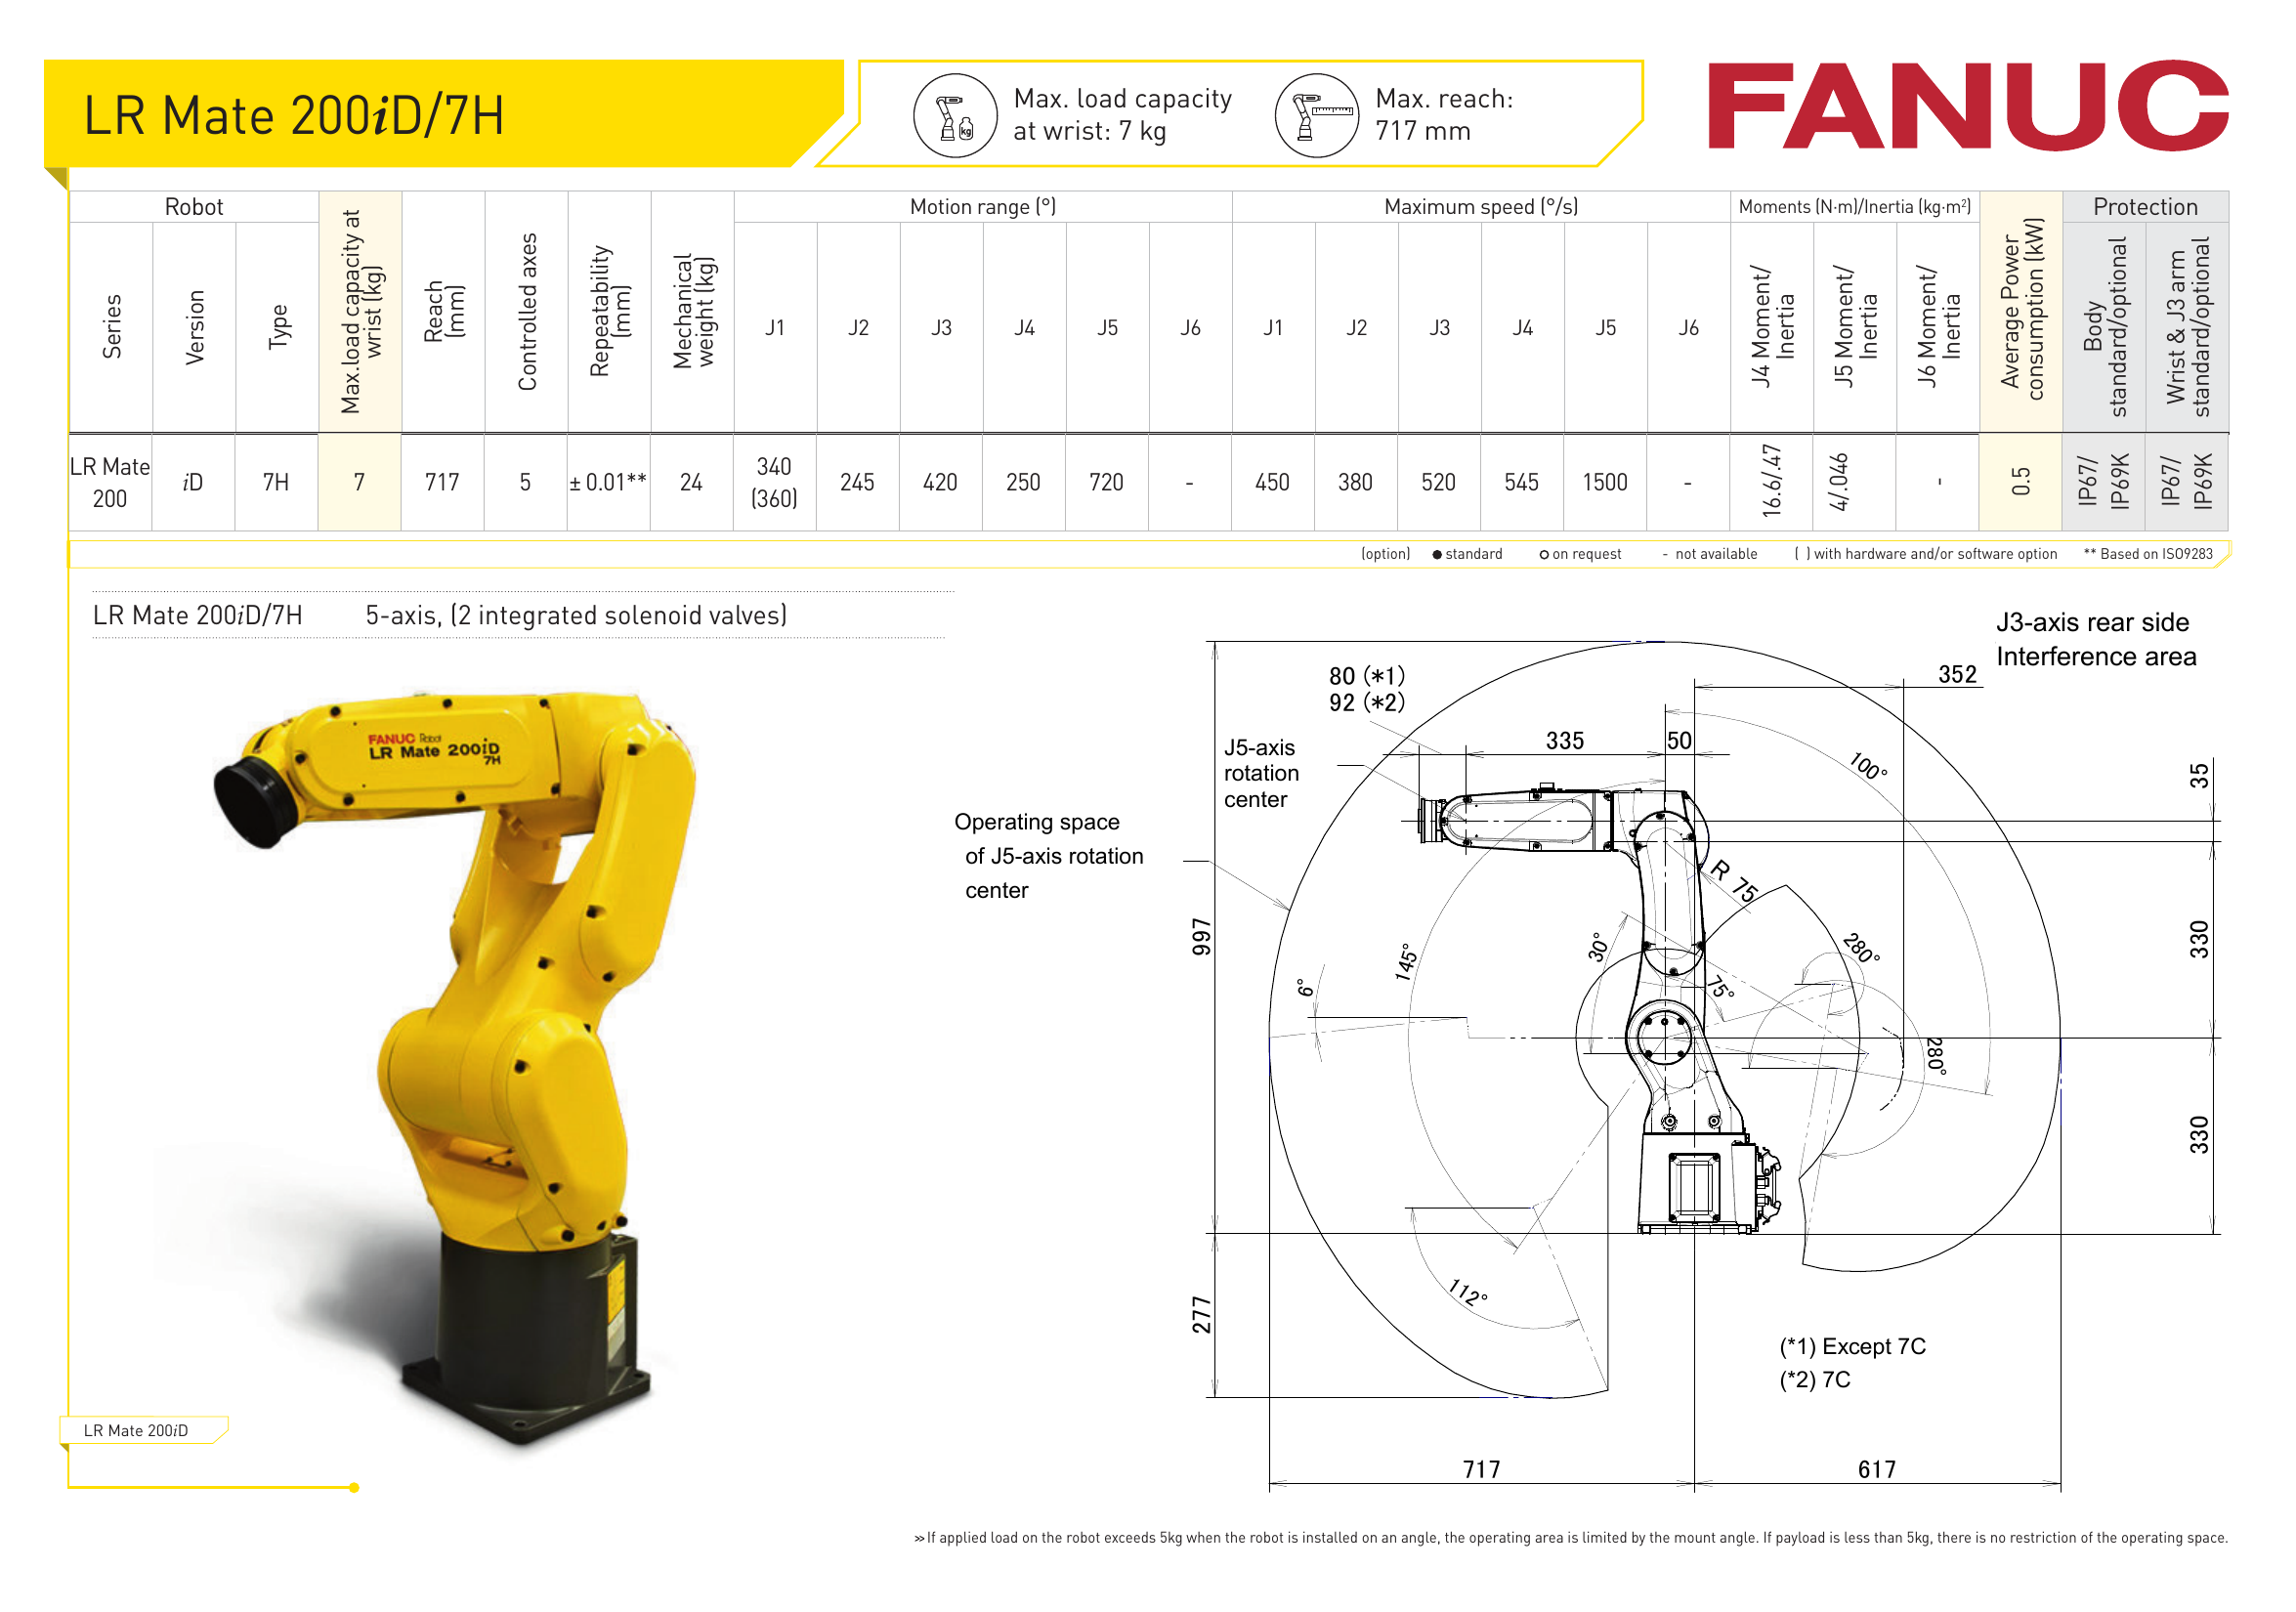 LR Mate 200iD/7H
Max. load capacity
at wrist: 7 kg
kg
Max. reach:
717 mm
FANUC
Robot
Series
Version
Type
Max.load capacity at
wrist (kg)
Reach
(mm)
Controlled axes
Repeatability
(mm)
Mechanical
weight (kg)
Motion range (°)
J1 J2 J3 J4 J5 J6
Maximum speed (°/s)
J1 J2 J3 J4 J5 J6
Moments (N·m)/Inertia (kg·m²)
J4 Moment/
Inertia
J5 Moment/
Inertia
J6 Moment/
Inertia
Average Power
consumption (kW)
Protection
Body
standard/optional
Wrist & J3 arm
standard/optional
LR Mate
200
iD 7H 7 717 5 ± 0.01** 24
340
(360)
245 420 250 720 - 450 380 520 545 1500 - 16.6/.47 4/.046 - 0.5
IP67/
IP69K
IP67/
IP69K
(option) ● standard ○ on request - not available ( ) with hardware and/or software option ** Based on ISO9283
LR Mate 200iD/7H 5-axis, (2 integrated solenoid valves)
FANUC Robot
LR Mate 200iD
7H
J3-axis rear side
Interference area
352
80 (*1)
92 (*2)
335
50
J5-axis
rotation
center
100°
35
Operating space
of J5-axis rotation
center
R 75
997
6°
145°
30°
75°
280°
280°
330
330
112°
277
(*1) Except 7C
(*2) 7C
717
617
LR Mate 200iD
>> If applied load on the robot exceeds 5kg when the robot is installed on an angle, the operating area is limited by the mount angle. If payload is less than 5kg, there is no restriction of the operating space.